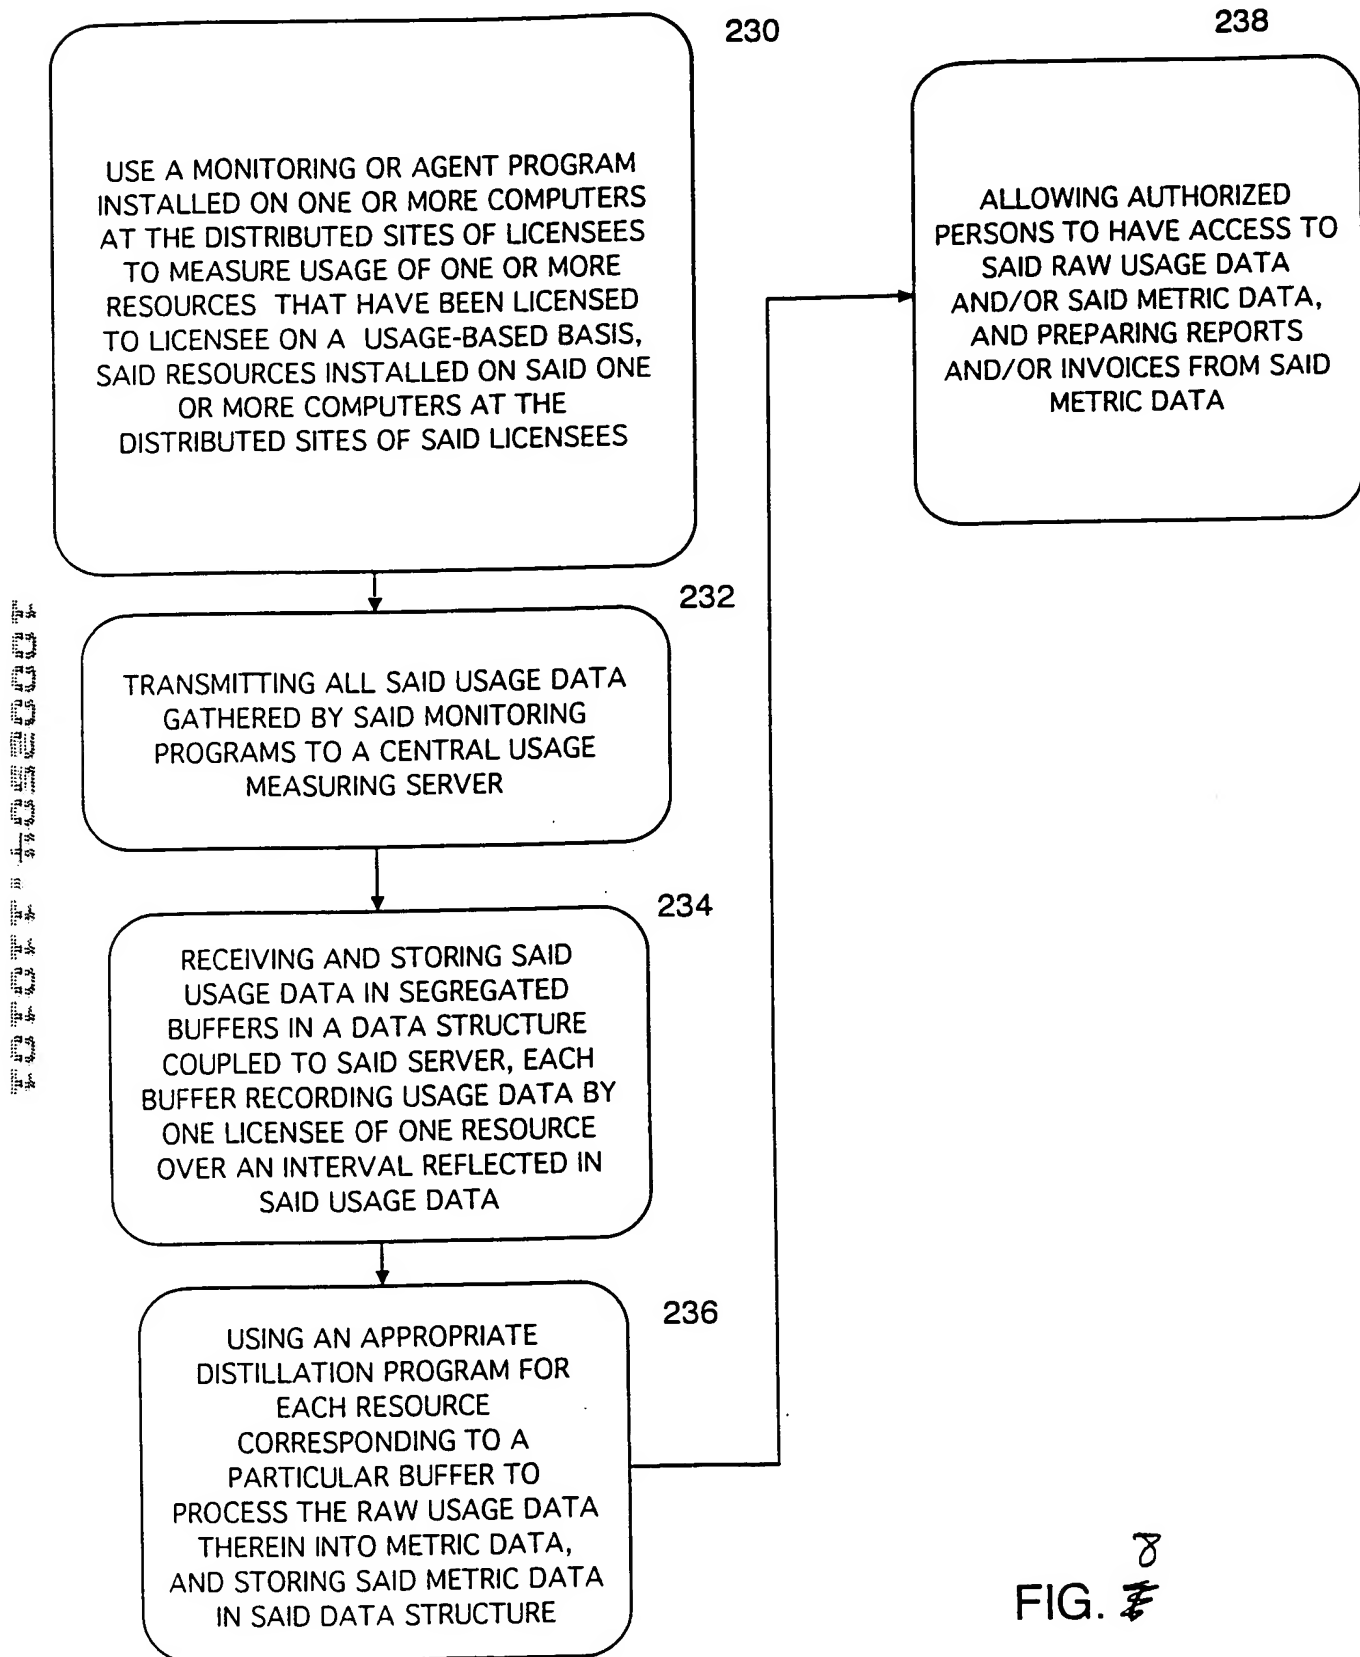 230
USE A MONITORING OR AGENT PROGRAM
INSTALLED ON ONE OR MORE COMPUTERS
AT THE DISTRIBUTED SITES OF LICENSEES
TO MEASURE USAGE OF ONE OR MORE
RESOURCES THAT HAVE BEEN LICENSED
TO LICENSEE ON A USAGE-BASED BASIS,
SAID RESOURCES INSTALLED ON SAID ONE
OR MORE COMPUTERS AT THE
DISTRIBUTED SITES OF SAID LICENSEES
232
TRANSMITTING ALL SAID USAGE DATA
GATHERED BY SAID MONITORING
PROGRAMS TO A CENTRAL USAGE
MEASURING SERVER
234
RECEIVING AND STORING SAID
USAGE DATA IN SEGREGATED
BUFFERS IN A DATA STRUCTURE
COUPLED TO SAID SERVER, EACH
BUFFER RECORDING USAGE DATA BY
ONE LICENSEE OF ONE RESOURCE
OVER AN INTERVAL REFLECTED IN
SAID USAGE DATA
236
USING AN APPROPRIATE
DISTILLATION PROGRAM FOR
EACH RESOURCE
CORRESPONDING TO A
PARTICULAR BUFFER TO
PROCESS THE RAW USAGE DATA
THEREIN INTO METRIC DATA,
AND STORING SAID METRIC DATA
IN SAID DATA STRUCTURE
238
ALLOWING AUTHORIZED
PERSONS TO HAVE ACCESS TO
SAID RAW USAGE DATA
AND/OR SAID METRIC DATA,
AND PREPARING REPORTS
AND/OR INVOICES FROM SAID
METRIC DATA
8
FIG.